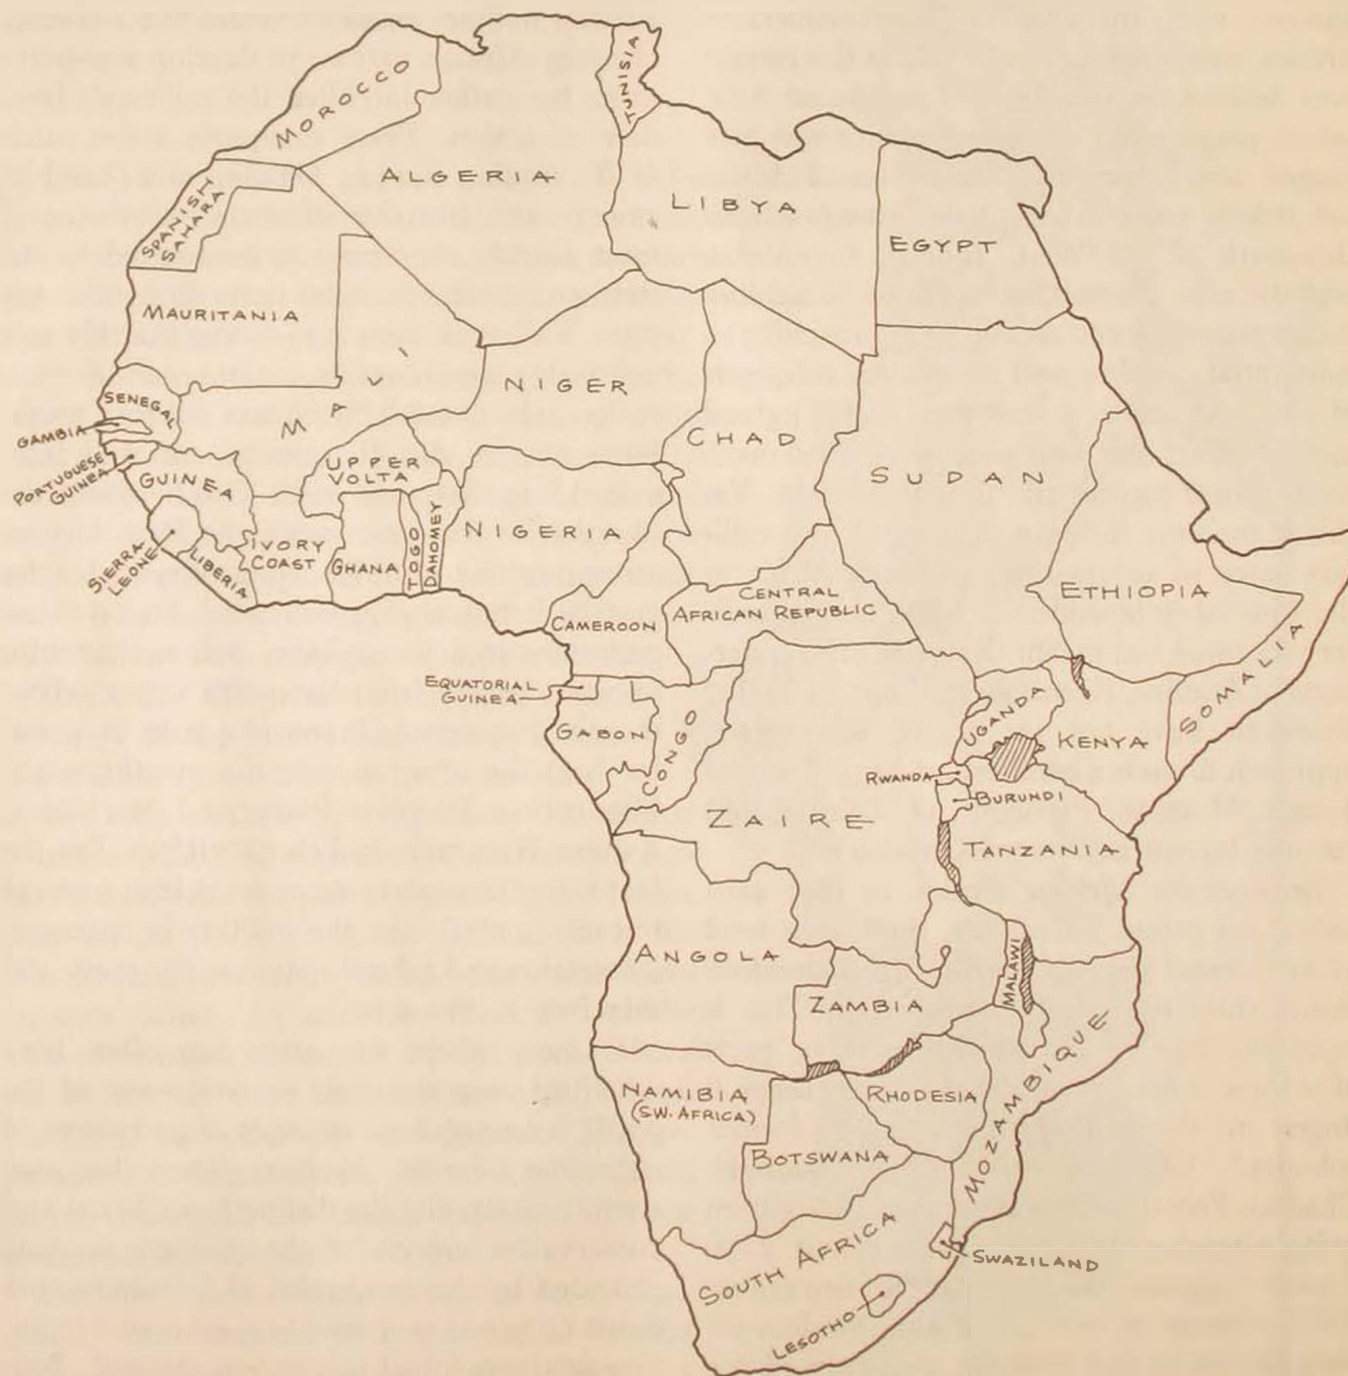 MOROCCO
TUNISIA
ALGERIA
LIBYA
EGYPT
SPANISH
SAHARA
MAURITANIA
MALI
NIGER
CHAD
SUDAN
SENEGAL
GAMBIA
PORTUGUESE
GUINEA
GUINEA
UPPER
VOLTA
NIGERIA
SIERRA
LEONE
LIBERIA
IVORY
COAST
GHANA
TOGO
DAHOMEY
ETHIOPIA
CENTRAL
AFRICAN REPUBLIC
CAMEROON
SOMALIA
EQUATORIAL
GUINEA
GABON
CONGO
UGANDA
KENYA
RWANDA
BURUNDI
ZAIRE
TANZANIA
ANGOLA
ZAMBIA
MALAWI
MOZAMBIQUE
NAMIBIA
(S.W. AFRICA)
RHODESIA
BOTSWANA
SOUTH AFRICA
SWAZILAND
LESOTHO